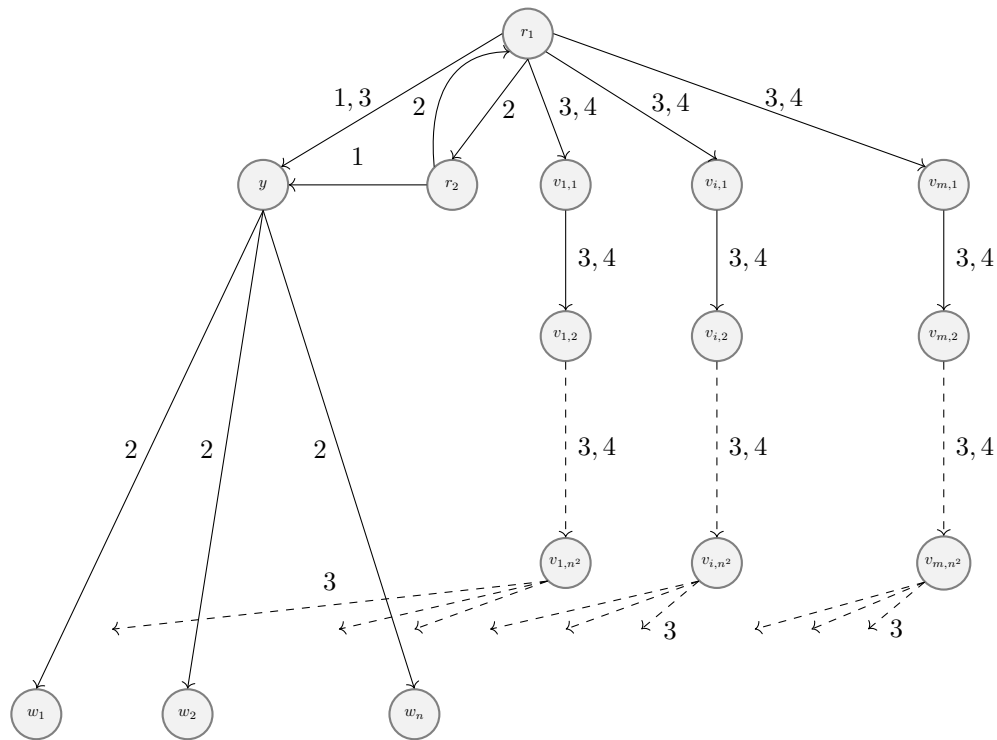 r₁
1, 3
2
2
3, 4
3, 4
3, 4
1
y
r₂
v₁,₁
vᵢ,₁
vₘ,₁
3, 4
3, 4
3, 4
v₁,₂
vᵢ,₂
vₘ,₂
2
2
2
3, 4
3, 4
3, 4
v₁,ₙ²
vᵢ,ₙ²
vₘ,ₙ²
3
3
3
w₁
w₂
wₙ